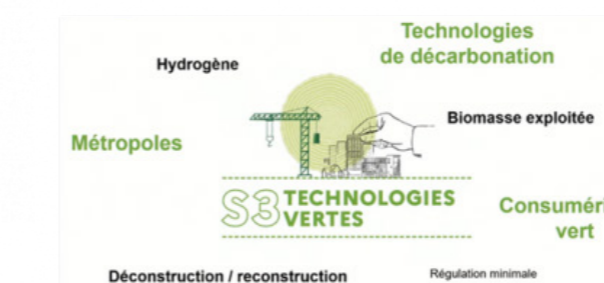 Technologies
de décarbonation
Hydrogène
Biomasse exploitée
Métropoles
S3 TECHNOLOGIES
VERTES
vert
Déconstruction / reconstruction
Régulation minimale